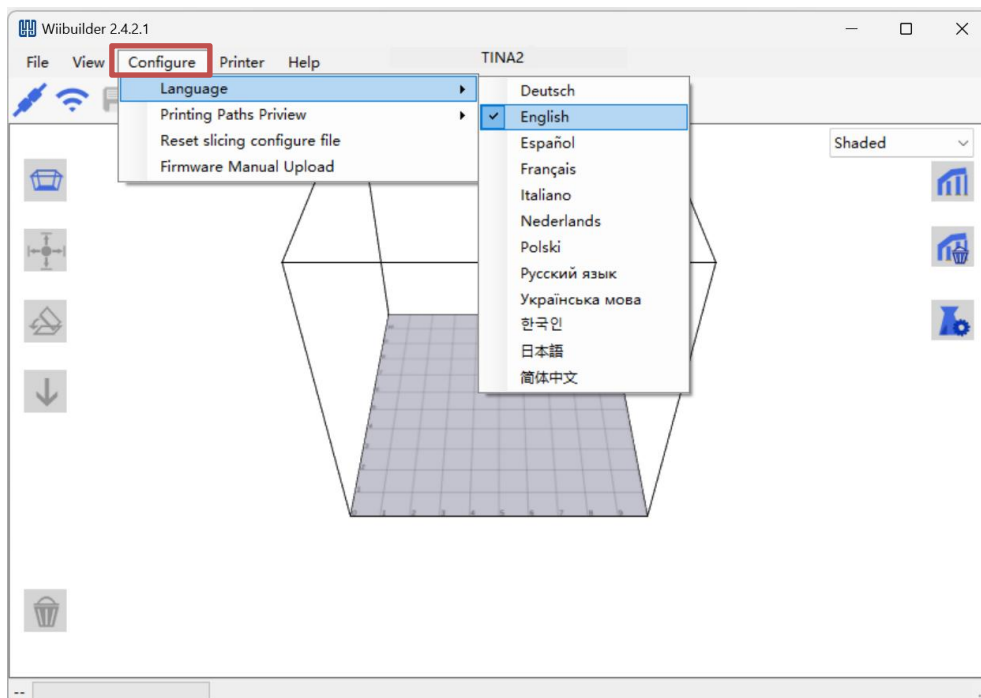 Wiibuilder 2.4.2.1
File View Configure Printer Help TINA2
Language
Printing Paths Priview
Reset slicing configure file
Firmware Manual Upload
Deutsch
English
Español
Français
Italiano
Nederlands
Polski
Русский язык
Українська мова
한국인
日本語
简体中文
Shaded
--